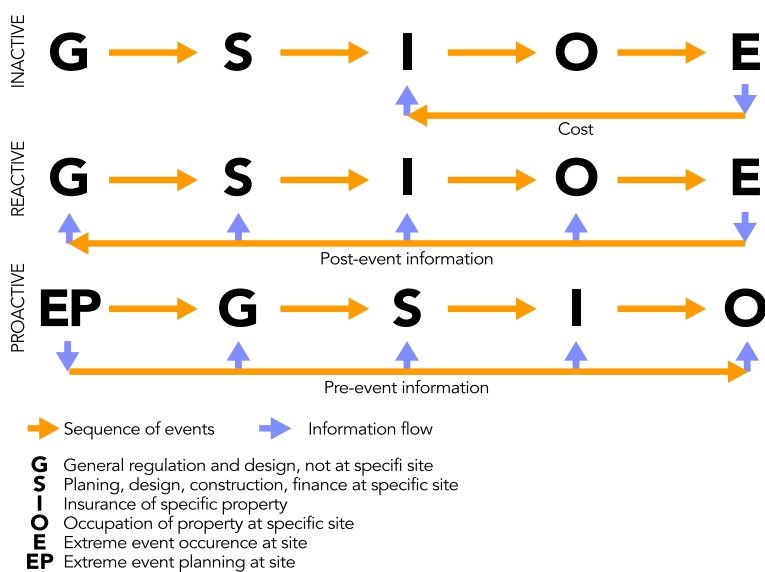 INACTIVE
G S I O E
Cost
REACTIVE
G S I O E
Post-event information
PROACTIVE
EP G S I O
Pre-event information
Sequence of events Information flow
G General regulation and design, not at specifi site
S Planing, design, construction, finance at specific site
I Insurance of specific property
O Occupation of property at specific site
E Extreme event occurence at site
EP Extreme event planning at site